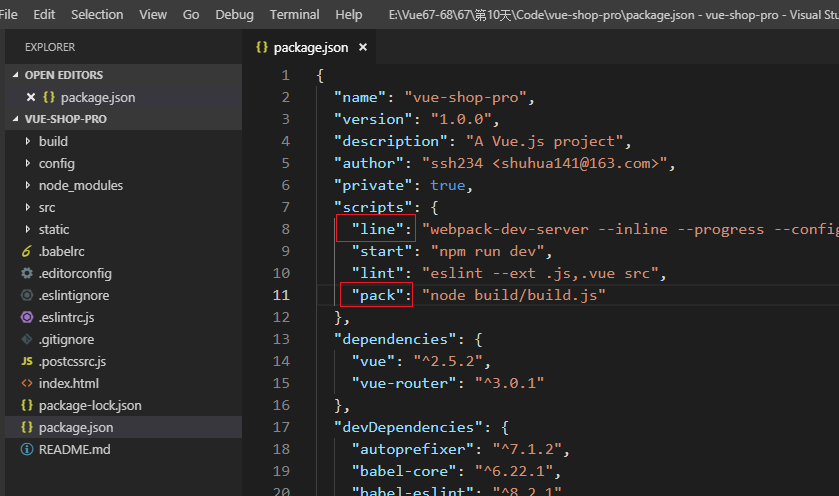 File Edit Selection View Go Debug Terminal Help E:\Vue67-68\67\第10天\Code\vue-shop-pro\package.json - vue-shop-pro - Visual Stu
EXPLORER
{} package.json ×
OPEN EDITORS
× {} package.json
VUE-SHOP-PRO
build
config
node_modules
src
static
.babelrc
.editorconfig
.eslintignore
.eslintrc.js
.gitignore
JS .postcssrc.js
<> index.html
{} package-lock.json
{} package.json
README.md
1 {
2 "name": "vue-shop-pro",
3 "version": "1.0.0",
4 "description": "A Vue.js project",
5 "author": "ssh234 <shuhua141@163.com>",
6 "private": true,
7 "scripts": {
8 "line": "webpack-dev-server --inline --progress --config
9 "start": "npm run dev",
10 "lint": "eslint --ext .js,.vue src",
11 "pack": "node build/build.js"
12 },
13 "dependencies": {
14 "vue": "^2.5.2",
15 "vue-router": "^3.0.1"
16 },
17 "devDependencies": {
18 "autoprefixer": "^7.1.2",
19 "babel-core": "^6.22.1",
20 "babel-eslint": "^8.2.1"